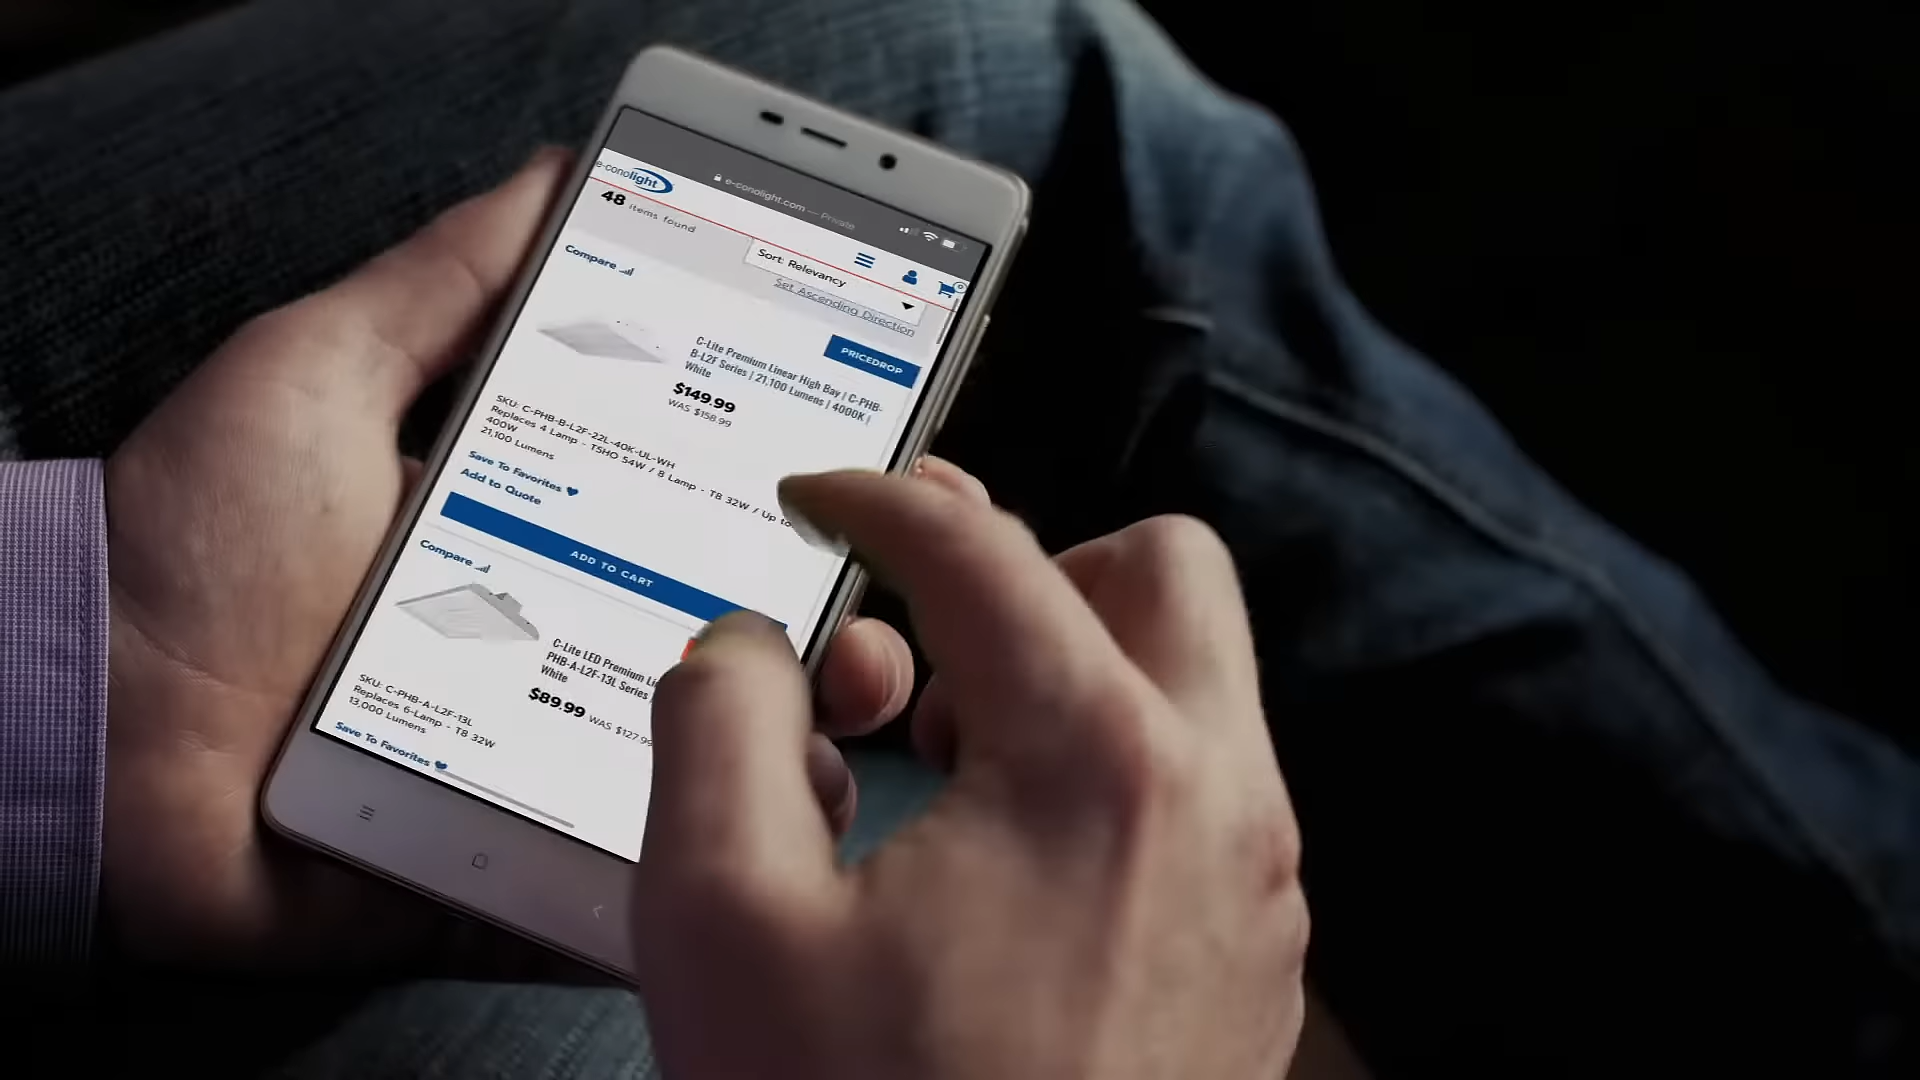 e-conolight.com — Private
e-conolight
48 items found
Sort: Relevancy
Set Ascending Direction
Compare
PRICEDROP
C-Lite Premium Linear High Bay | C-PHB-
B-L2F Series | 21,100 Lumens | 4000K |
White
$149.99
WAS $158.99
SKU: C-PHB-B-L2F-22L-40K-UL-WH
Replaces 4 Lamp - T5HO 54W / 8 Lamp - T8 32W / Up to
400W
21,100 Lumens
Save To Favorites
Add to Quote
ADD TO CART
Compare
C-Lite LED Premium
PHB-A-L2F-13L Series
White
$89.99 WAS $127.99
SKU: C-PHB-A-L2F-13L
Replaces 6-Lamp - T8 32W
13,000 Lumens
Save To Favorites